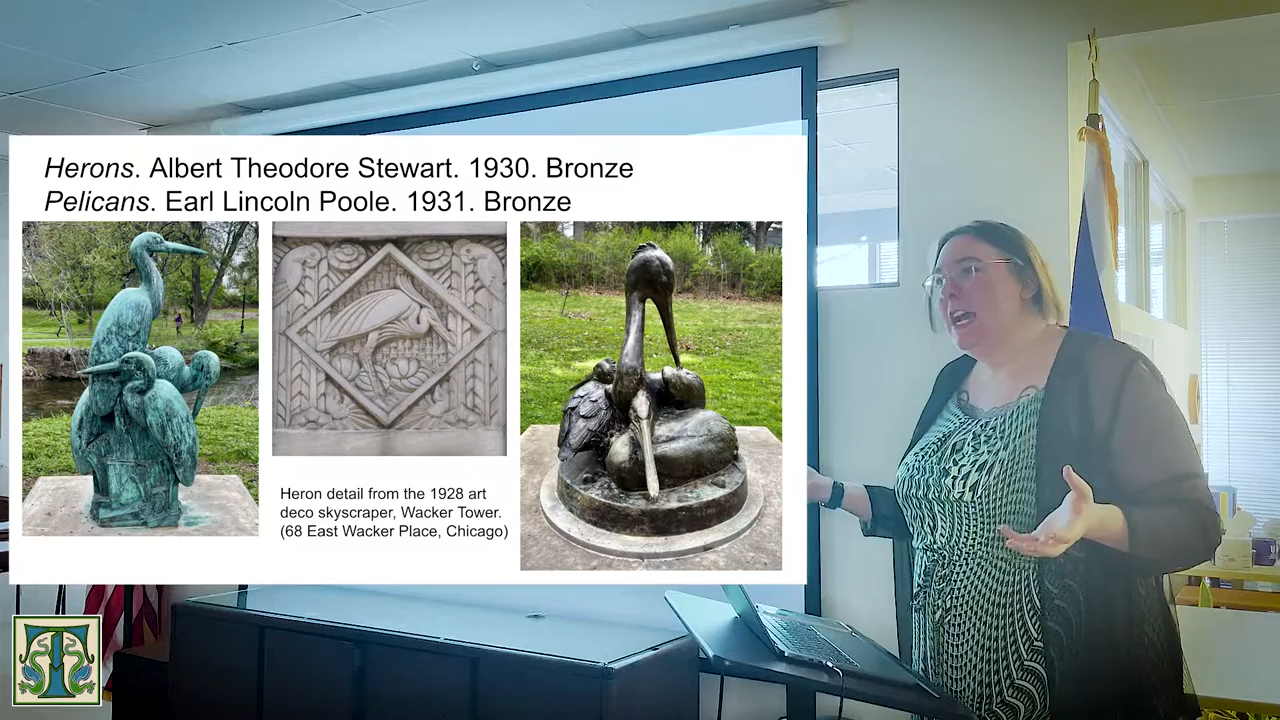 Herons. Albert Theodore Stewart. 1930. Bronze
Pelicans. Earl Lincoln Poole. 1931. Bronze
Heron detail from the 1928 art
deco skyscraper, Wacker Tower.
(68 East Wacker Place, Chicago)
T